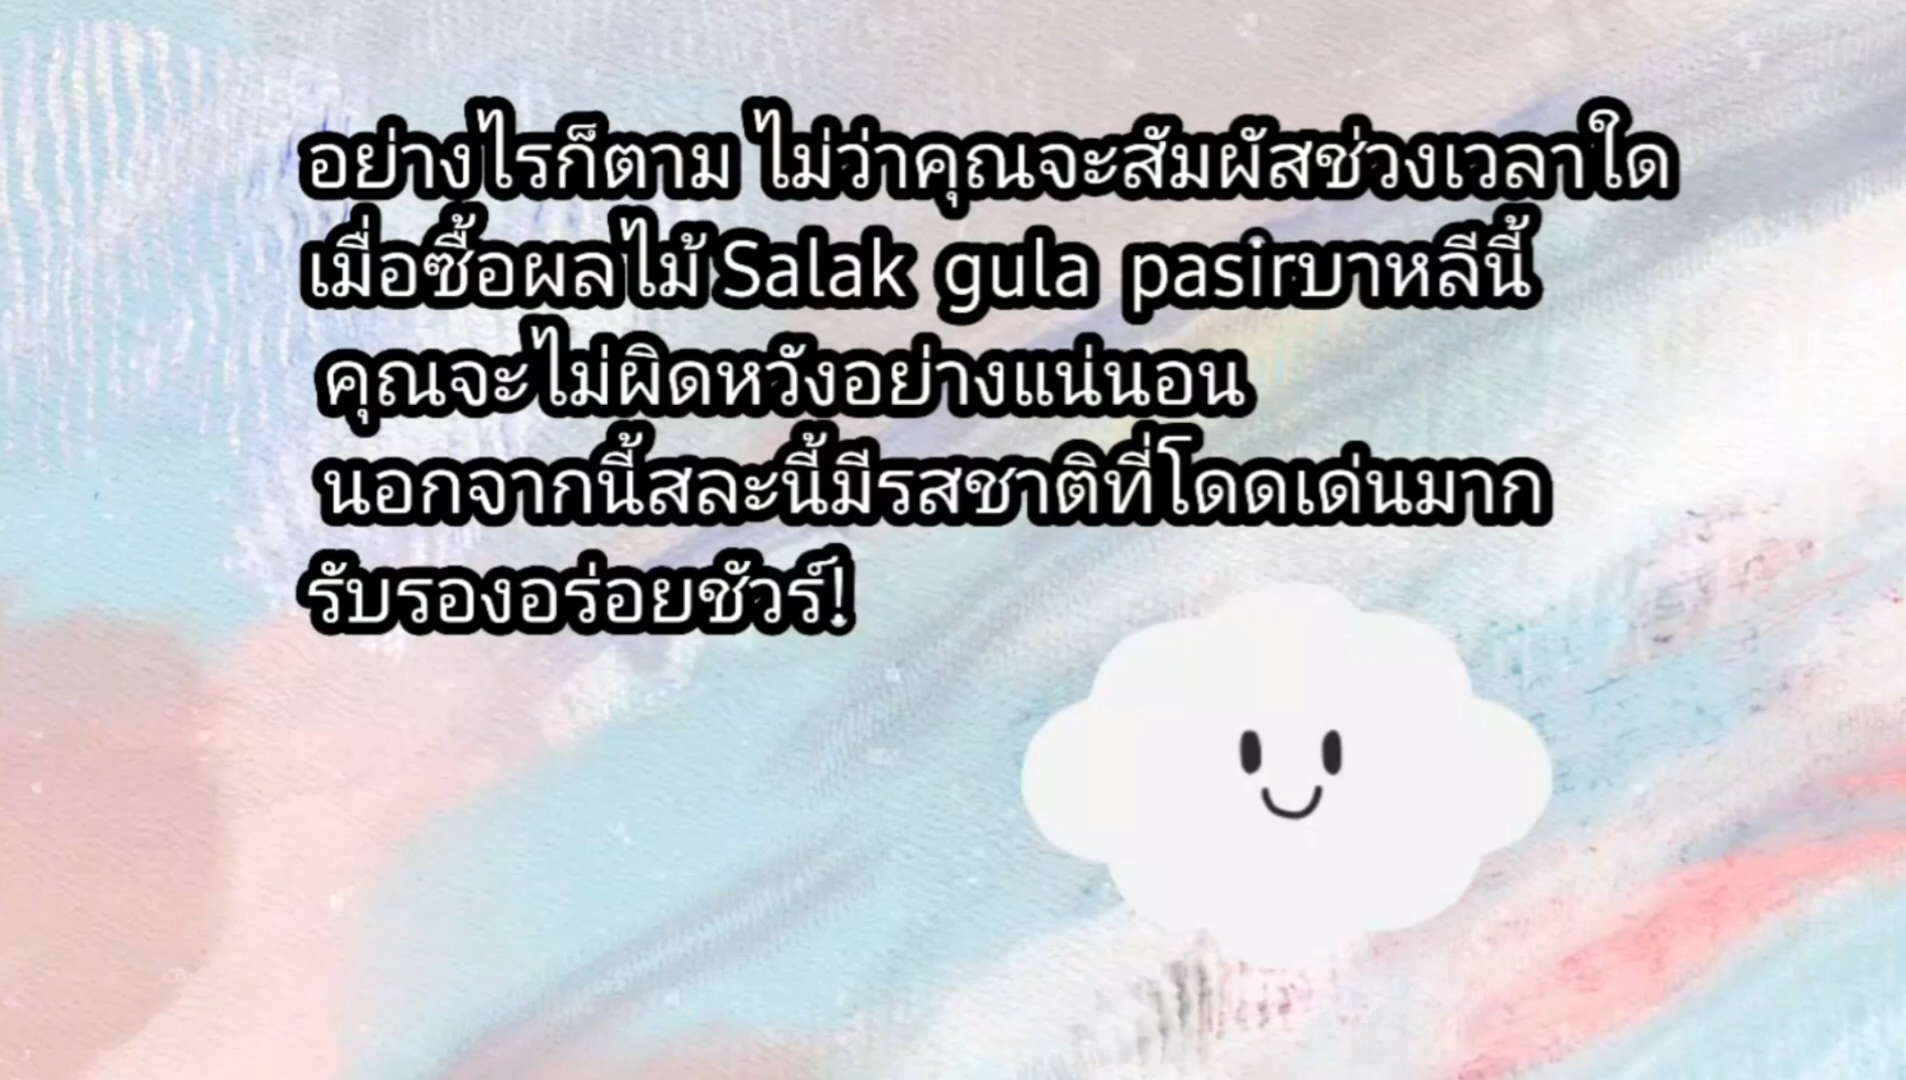 อย่างไรก็ตาม ไม่ว่าคุณจะสัมผัสช่วงเวลาใด
เมื่อซื้อผลไม้ Salak gula pasirบาหลีนี้
คุณจะไม่ผิดหวังอย่างแน่นอน
นอกจากนี้สละนี้มีรสชาติที่โดดเด่นมาก
รับรองอร่อยชัวร์!